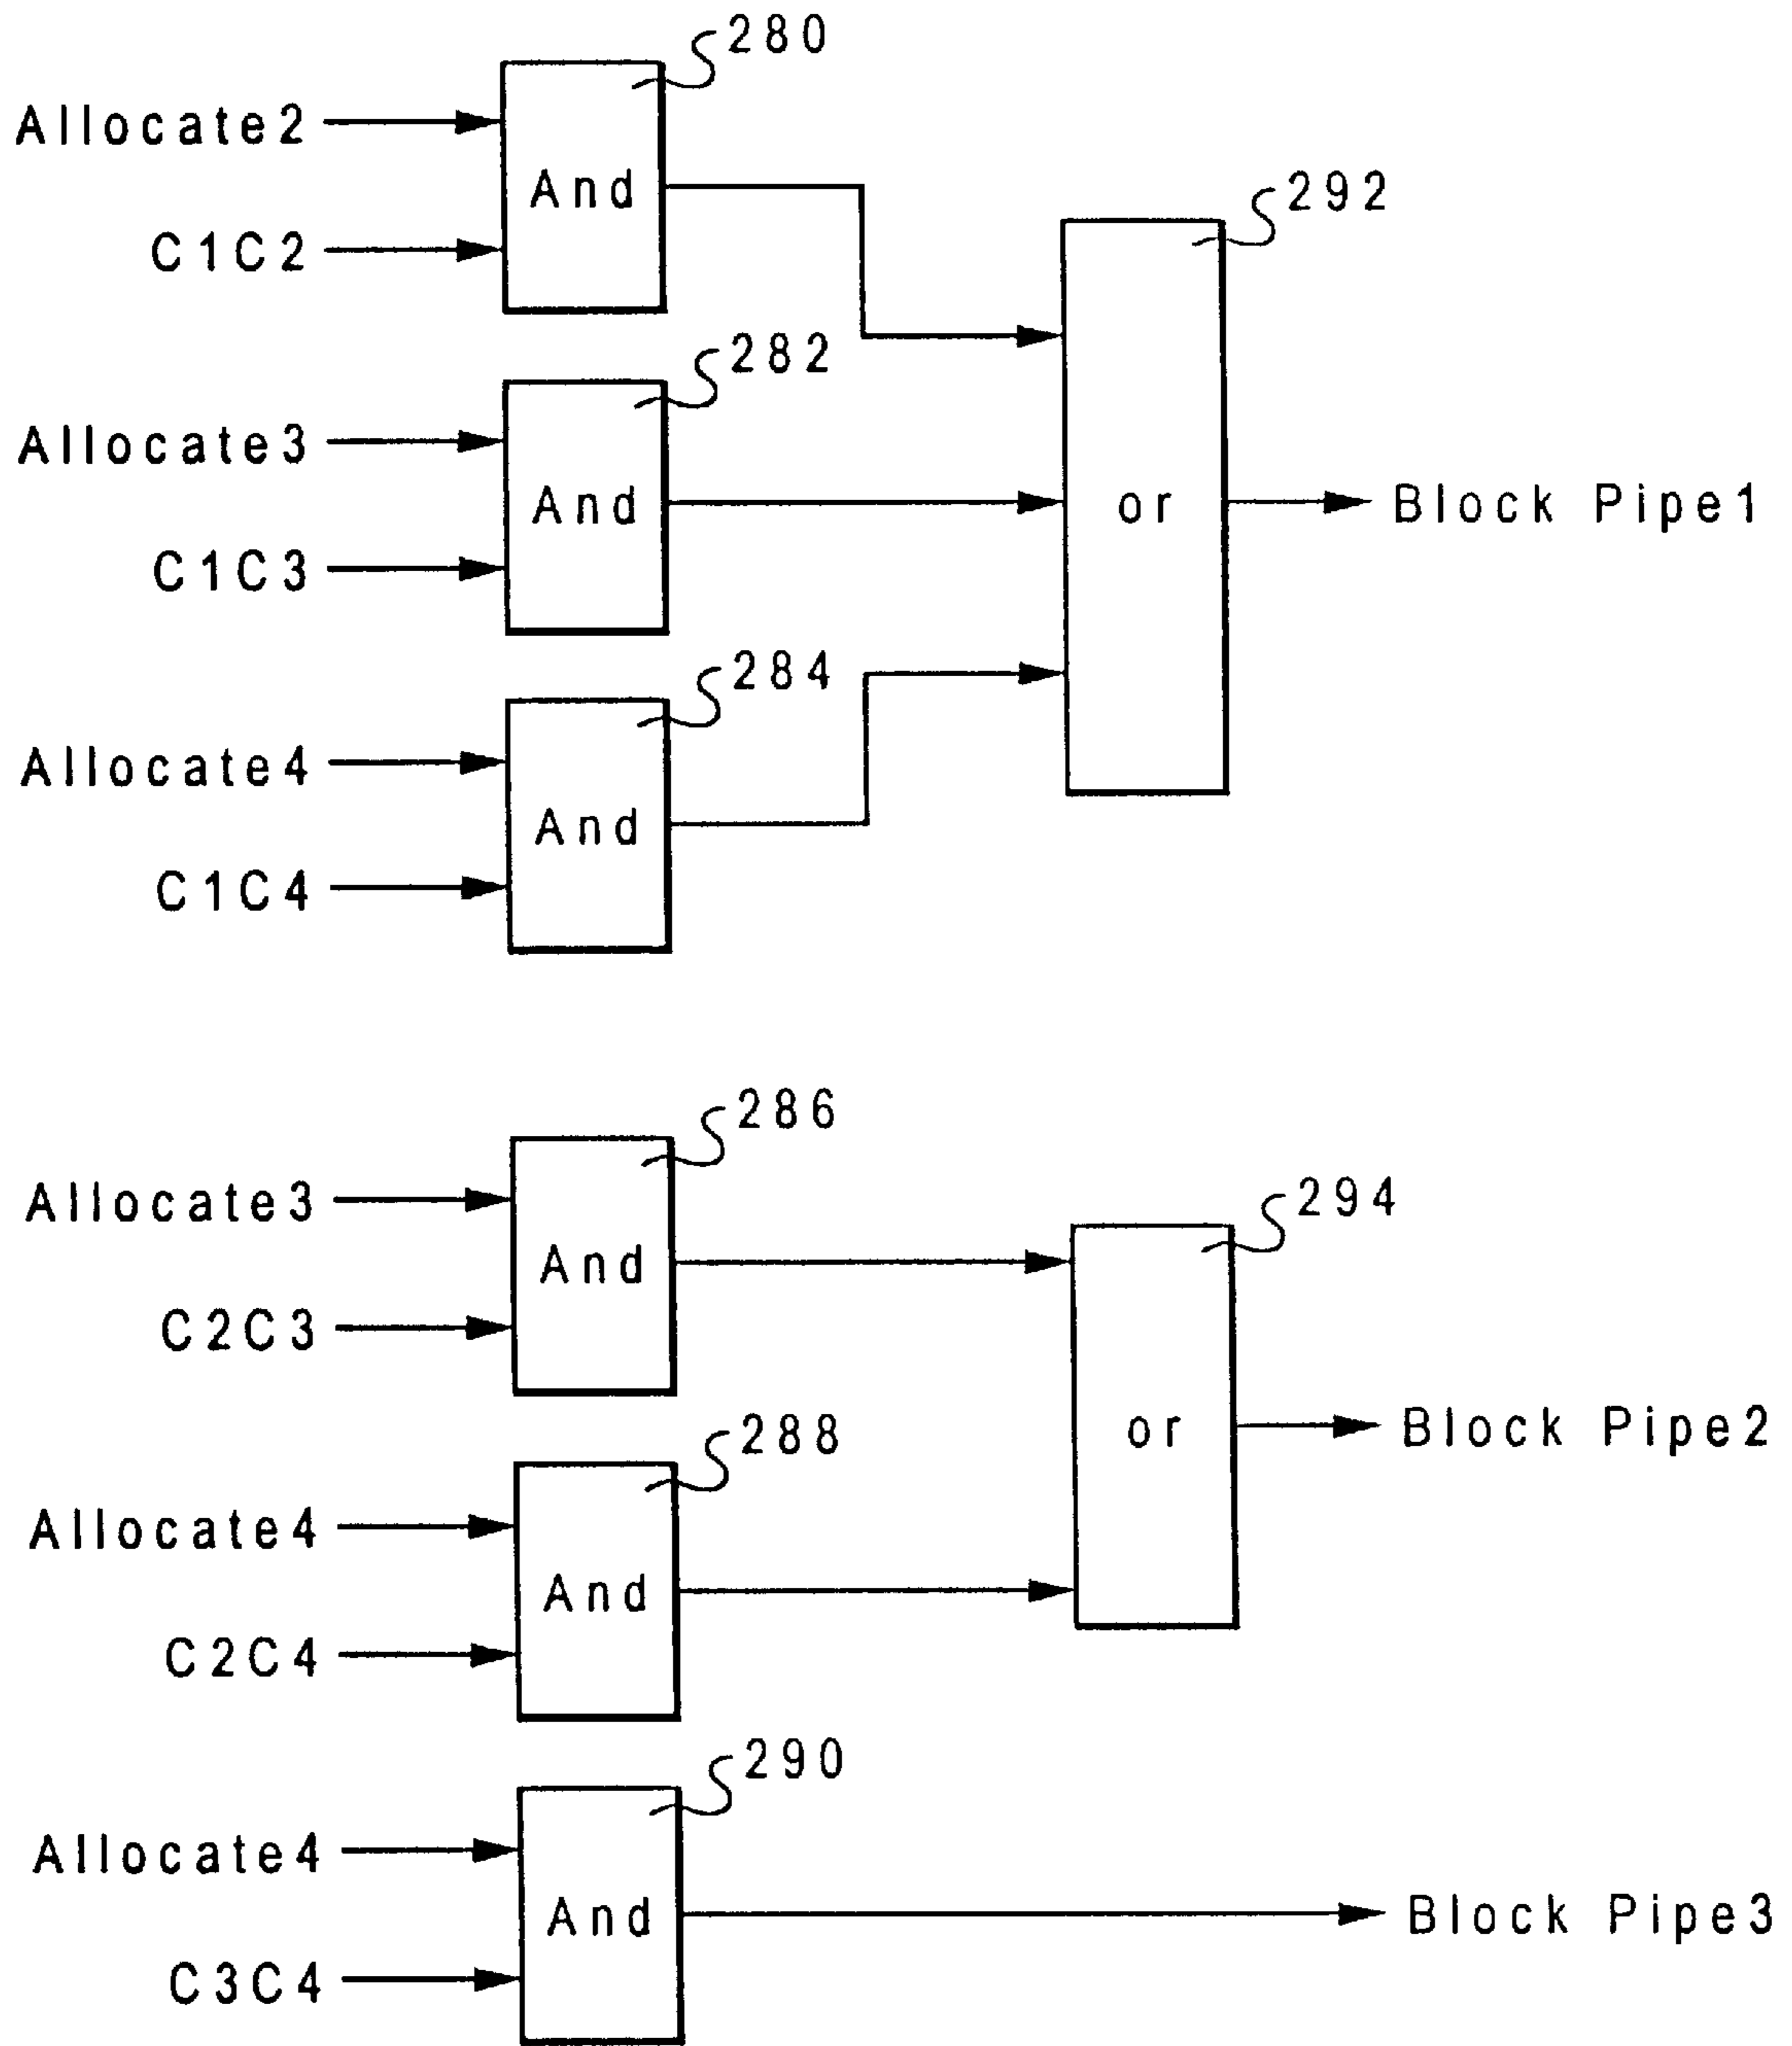 280
Allocate2
And
C1C2
292
282
Allocate3
And
or
Block Pipe1
C1C3
284
Allocate4
And
C1C4
286
Allocate3
294
And
C2C3
288
or
Block Pipe2
Allocate4
And
C2C4
290
Allocate4
And
Block Pipe3
C3C4